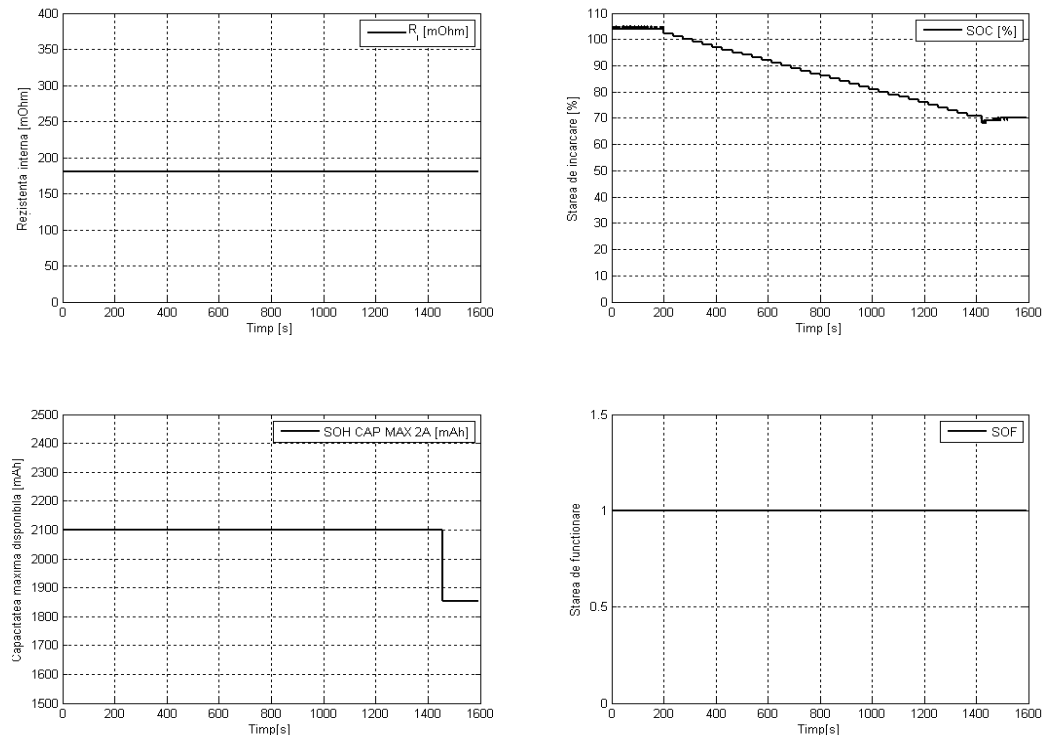 400
350
300
250
200
150
100
50
0
Rezistenta interna [mOhm]
R_i [mOhm]
0 200 400 600 800 1000 1200 1400 1600
Timp [s]
110
100
90
80
70
60
50
40
30
20
10
0
Starea de incarcare [%]
SOC [%]
0 200 400 600 800 1000 1200 1400 1600
Timp [s]
2500
2400
2300
2200
2100
2000
1900
1800
1700
1600
1500
Capacitatea maxima disponibila [mAh]
SOH CAP MAX 2A [mAh]
0 200 400 600 800 1000 1200 1400 1600
Timp[s]
1.5
1
0.5
0
Starea de functionare
SOF
0 200 400 600 800 1000 1200 1400 1600
Timp[s]